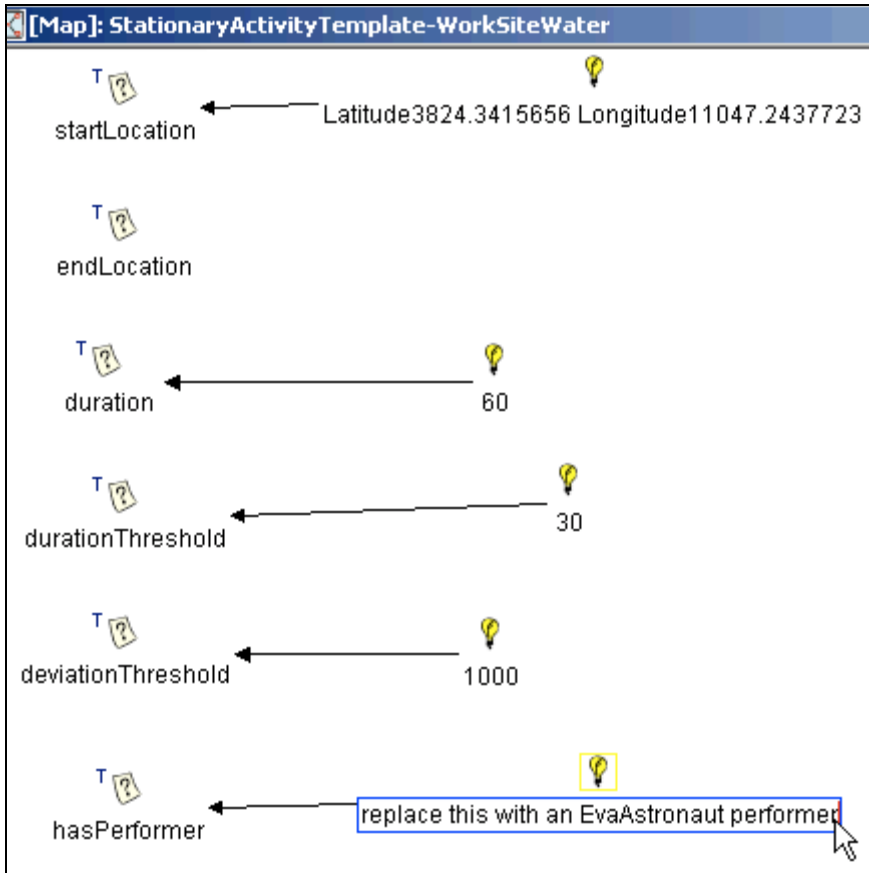 [Map]: StationaryActivityTemplate-WorkSiteWater
T ?
startLocation
Latitude3824.3415656 Longitude11047.2437723
T ?
endLocation
T ?
duration
60
T ?
durationThreshold
30
T ?
deviationThreshold
1000
T ?
hasPerformer
replace this with an EvaAstronaut performer